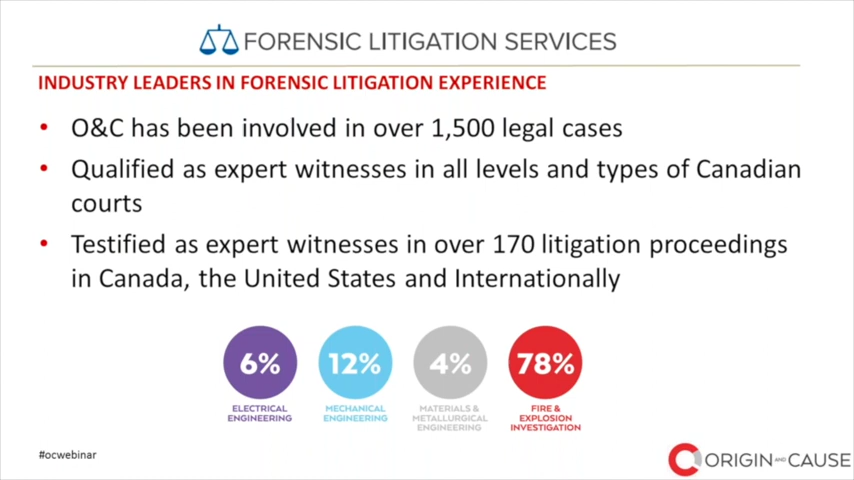 FORENSIC LITIGATION SERVICES
INDUSTRY LEADERS IN FORENSIC LITIGATION EXPERIENCE
• O&C has been involved in over 1,500 legal cases
• Qualified as expert witnesses in all levels and types of Canadian
courts
• Testified as expert witnesses in over 170 litigation proceedings
in Canada, the United States and Internationally
6%
ELECTRICAL
ENGINEERING
12%
MECHANICAL
ENGINEERING
4%
MATERIALS &
METALLURGICAL
ENGINEERING
78%
FIRE &
EXPLOSION
INVESTIGATION
#ocwebinar
ORIGIN AND CAUSE